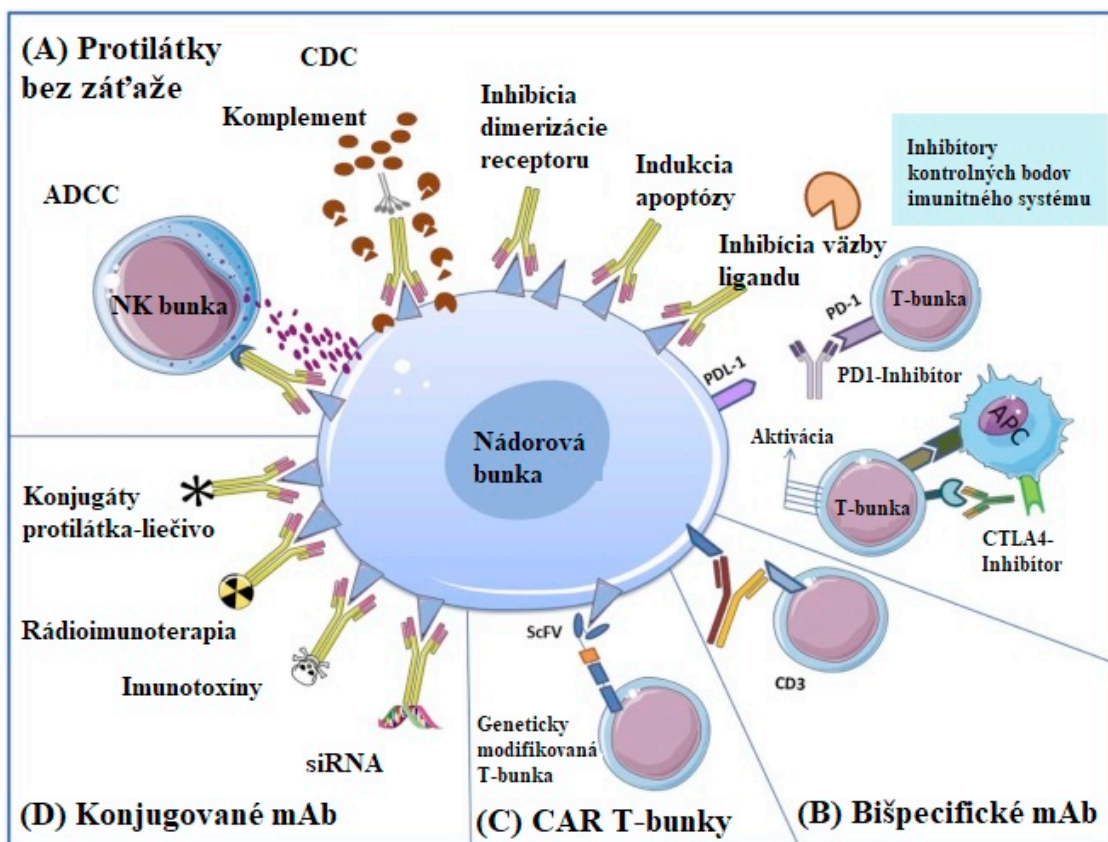 (A) Protilátky
bez záťaže
CDC
Komplement
ADCC
NK bunka
Inhibícia
dimerizácie
receptoru
Indukcia
apoptózy
Inhibícia väzby
ligandu
Inhibítory
kontrolných bodov
imunitného systému
PD-1
T-bunka
PDL-1
PD1-Inhibítor
Aktivácia
APC
T-bunka
CTLA4-
Inhibítor
Nádorová
bunka
Konjugáty
protilátka-liečivo
Rádioimunoterapia
Imunotoxíny
siRNA
(D) Konjugované mAb
ScFV
Geneticky
modifikovaná
T-bunka
(C) CAR T-bunky
CD3
(B) Bišpecifické mAb